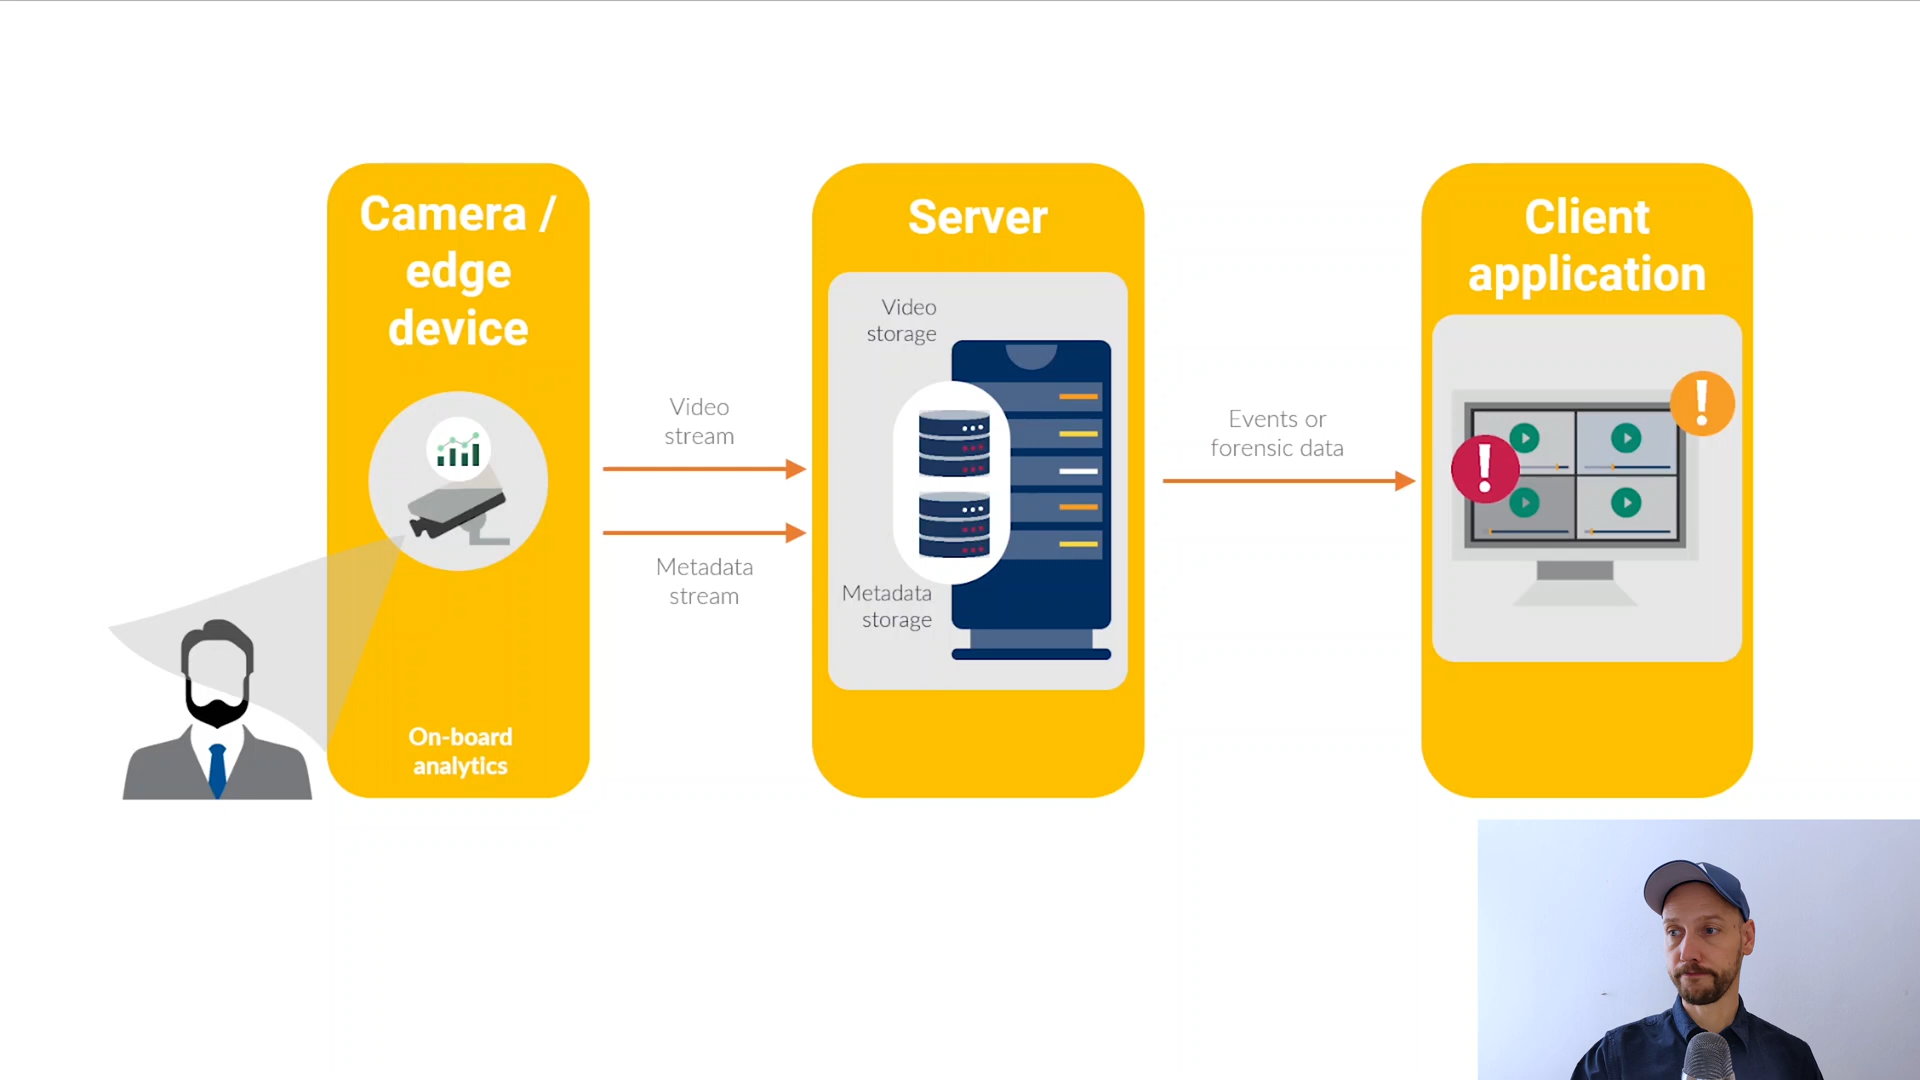 Camera /
edge
device
On-board
analytics
Video
stream
Metadata
stream
Server
Video
storage
Metadata
storage
Events or
forensic data
Client
application